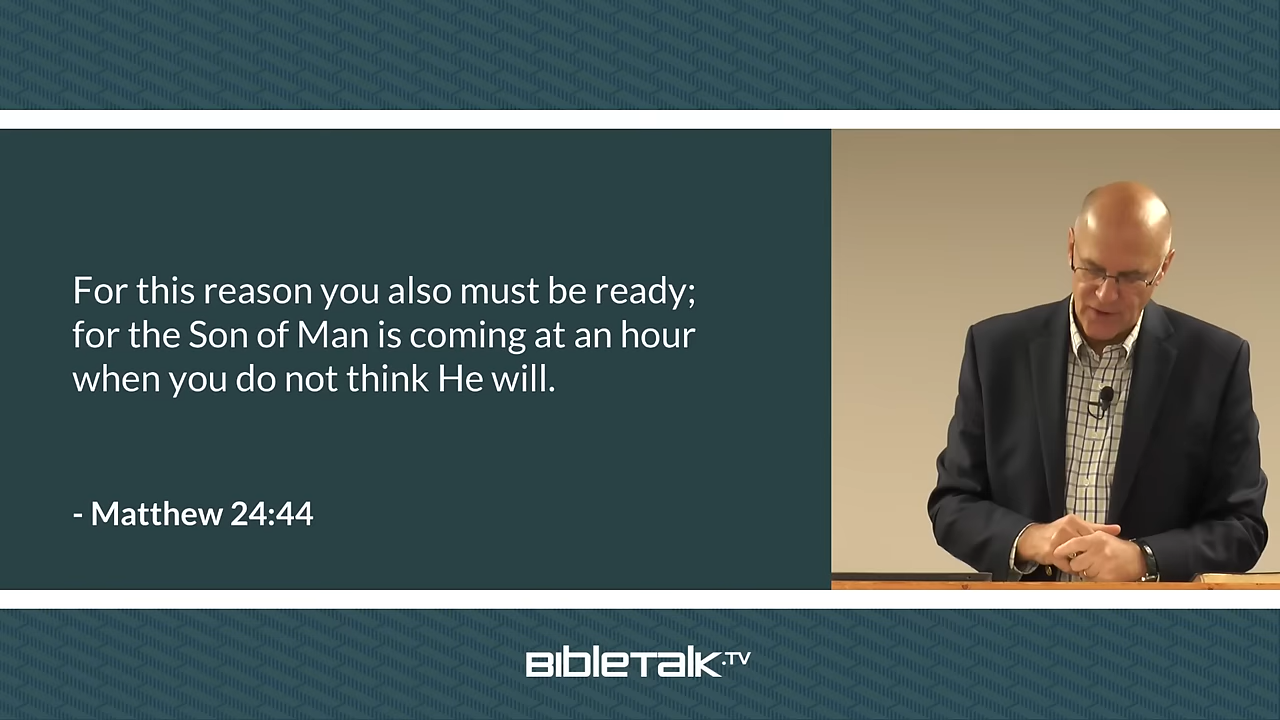 For this reason you also must be ready;
for the Son of Man is coming at an hour
when you do not think He will.
- Matthew 24:44
BibleTalk.TV